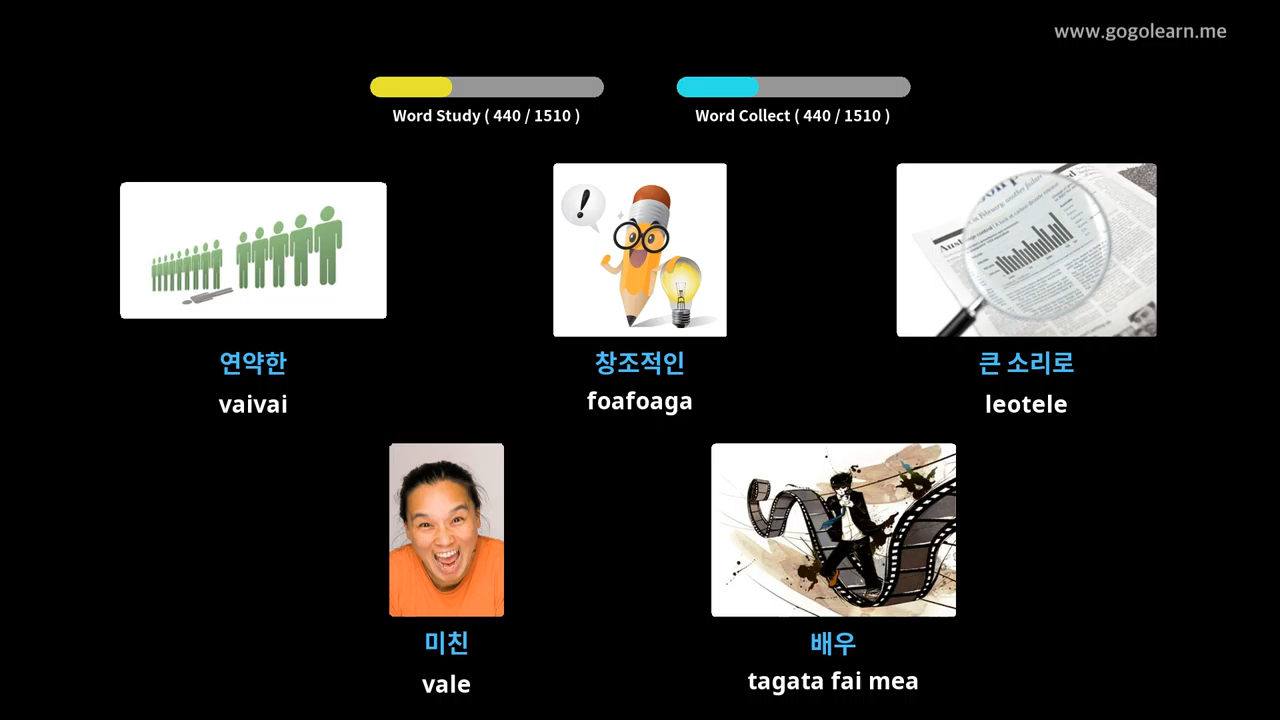 www.gogolearn.me
Word Study ( 440 / 1510 )
Word Collect ( 440 / 1510 )
연약한
vaivai
창조적인
foafoaga
큰 소리로
leotele
미친
vale
배우
tagata fai mea